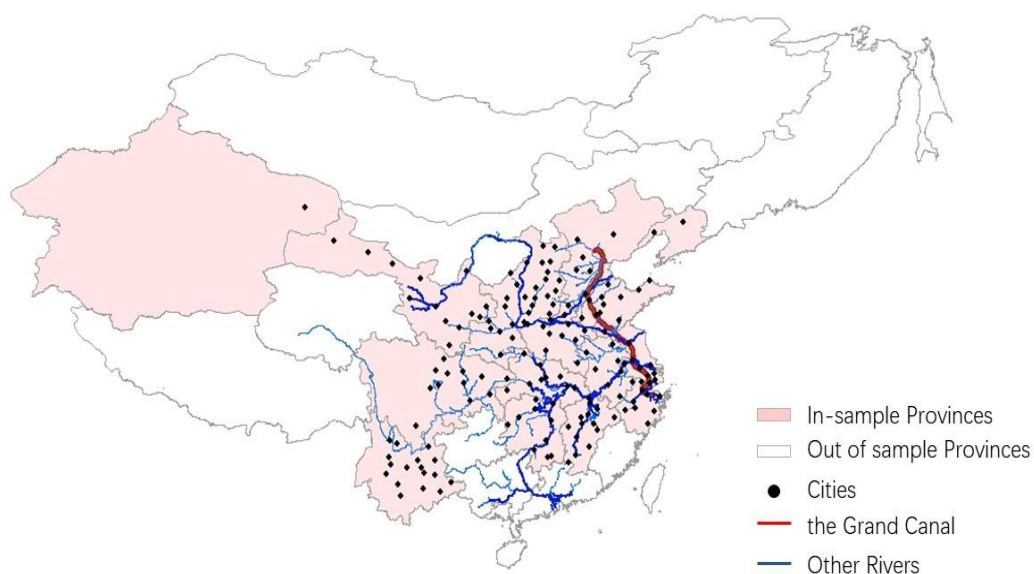 In-sample Provinces
Out of sample Provinces
Cities
the Grand Canal
Other Rivers